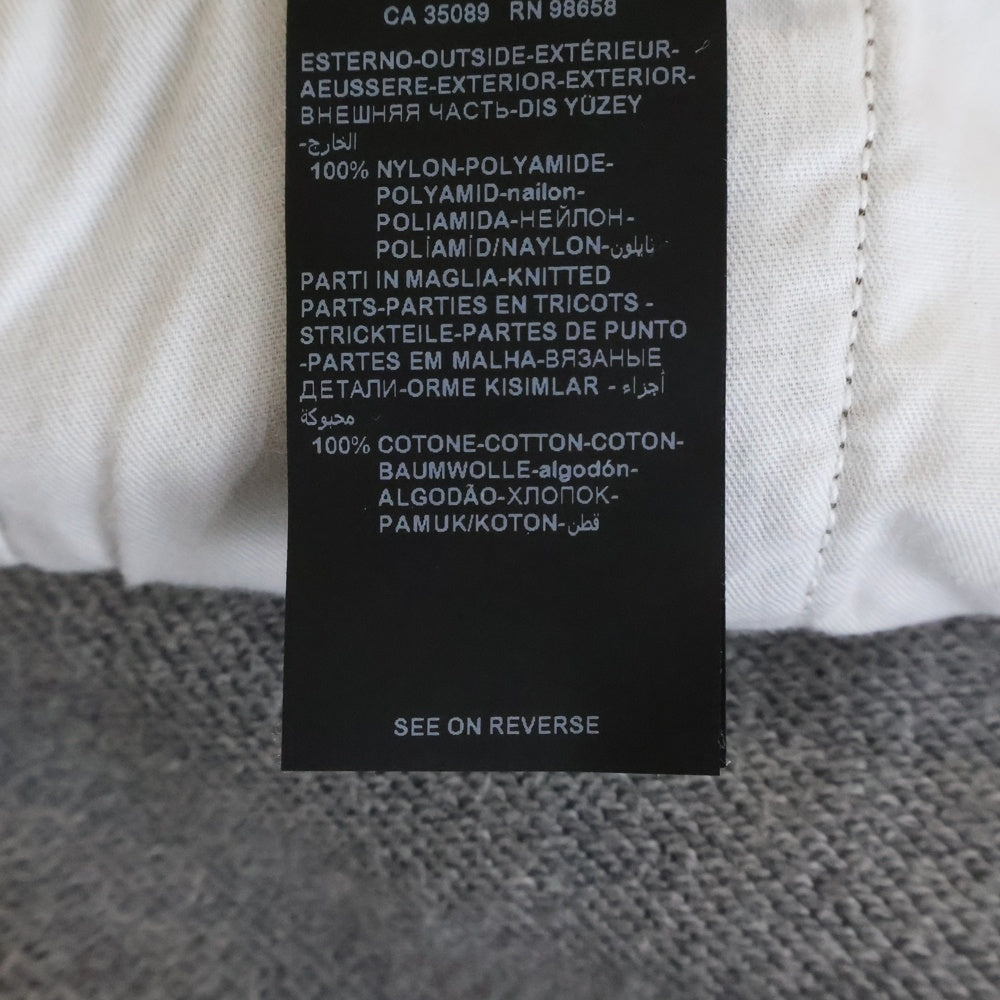 CA 35089 RN 98658
ESTERNO-OUTSIDE-EXTÉRIEUR-
AEUSSERE-EXTERIOR-EXTERIOR-
ВНЕШНЯЯ ЧАСТЬ-DIS YÜZEY
-الخارج
100% NYLON-POLYAMIDE-
POLYAMID-nailon-
POLIAMIDA-НЕЙЛОН-
POLİAMİD/NAYLON-نايلون
PARTI IN MAGLIA-KNITTED
PARTS-PARTIES EN TRICOTS -
STRICKTEILE-PARTES DE PUNTO
-PARTES EM MALHA-ВЯЗАНЫЕ
ДЕТАЛИ-ORME KISIMLAR - أجزاء
محبوكة
100% COTONE-COTTON-COTON-
BAUMWOLLE-algodón-
ALGODÃO-ХЛОПОК-
PAMUK/KOTON-قطن
SEE ON REVERSE